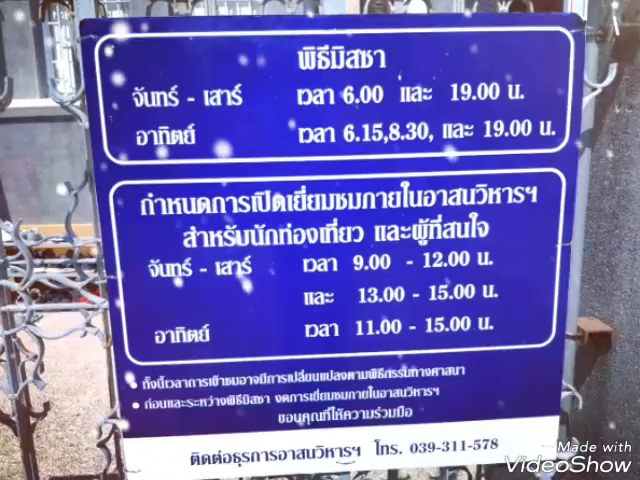 พิธีมิสซา
จันทร์ - เสาร์ เวลา 6.00 และ 19.00 น.
อาทิตย์ เวลา 6.15,8.30, และ 19.00 น.
กำหนดการเปิดเยี่ยมชมภายในอาสนวิหารฯ
สำหรับนักท่องเที่ยว และผู้ที่สนใจ
จันทร์ - เสาร์ เวลา 9.00 - 12.00 น.
และ 13.00 - 15.00 น.
อาทิตย์ เวลา 11.00 - 15.00 น.
• ทั้งนี้เวลาการเข้าชมอาจมีการเปลี่ยนแปลงตามพิธีกรรมทางศาสนา
• ก่อนและระหว่างพิธีมิสซา งดการเยี่ยมชมภายในอาสนวิหารฯ
ขอบคุณที่ให้ความร่วมมือ
ติดต่อธุรการอาสนวิหารฯ โทร. 039-311-578
Made with
VideoShow